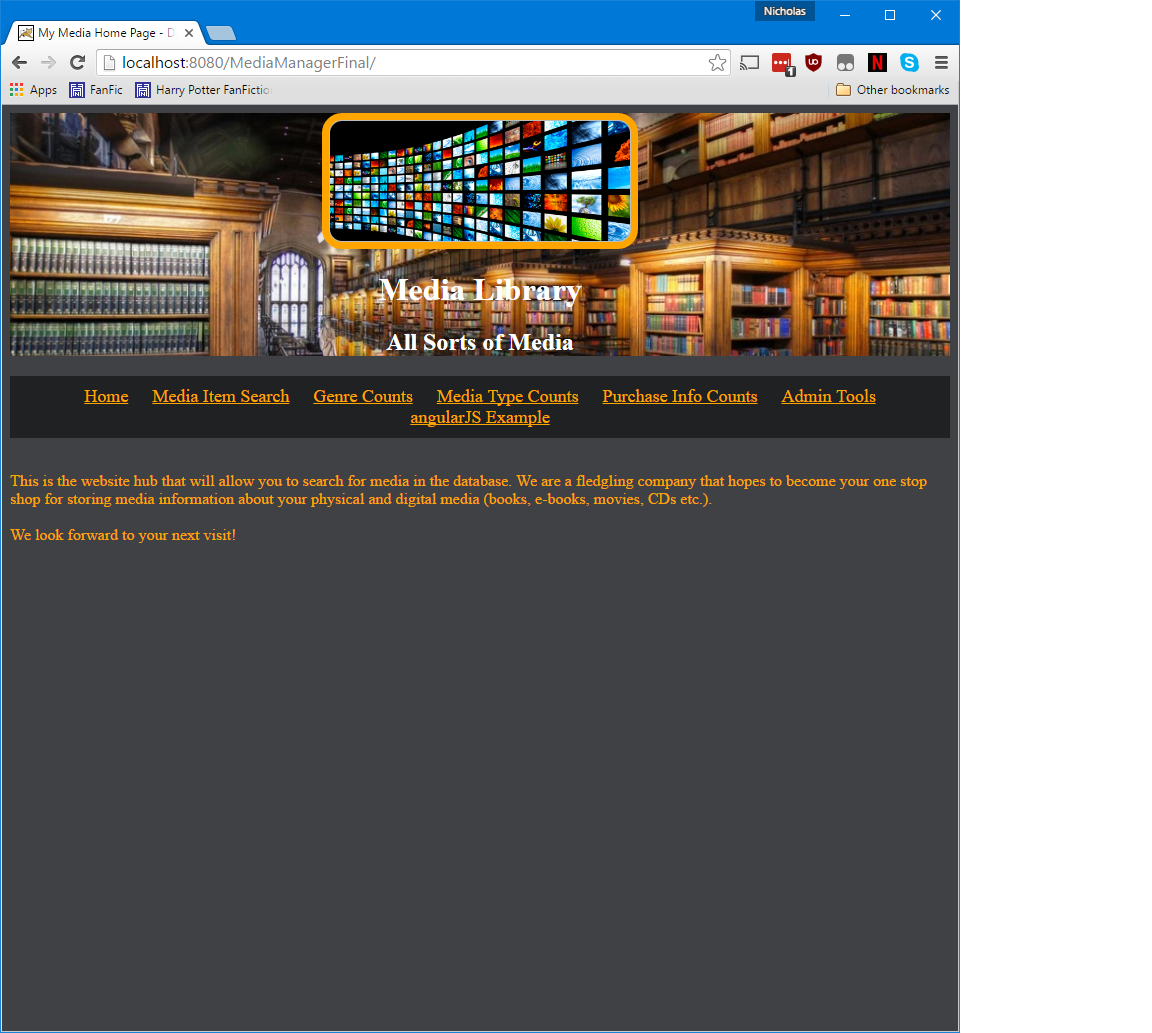 Nicholas
My Media Home Page - D
localhost:8080/MediaManagerFinal/
1
Apps FanFic Harry Potter FanFictio Other bookmarks
Media Library
All Sorts of Media
Home Media Item Search Genre Counts Media Type Counts Purchase Info Counts Admin Tools
angularJS Example
This is the website hub that will allow you to search for media in the database. We are a fledgling company that hopes to become your one stop
shop for storing media information about your physical and digital media (books, e-books, movies, CDs etc.).
We look forward to your next visit!